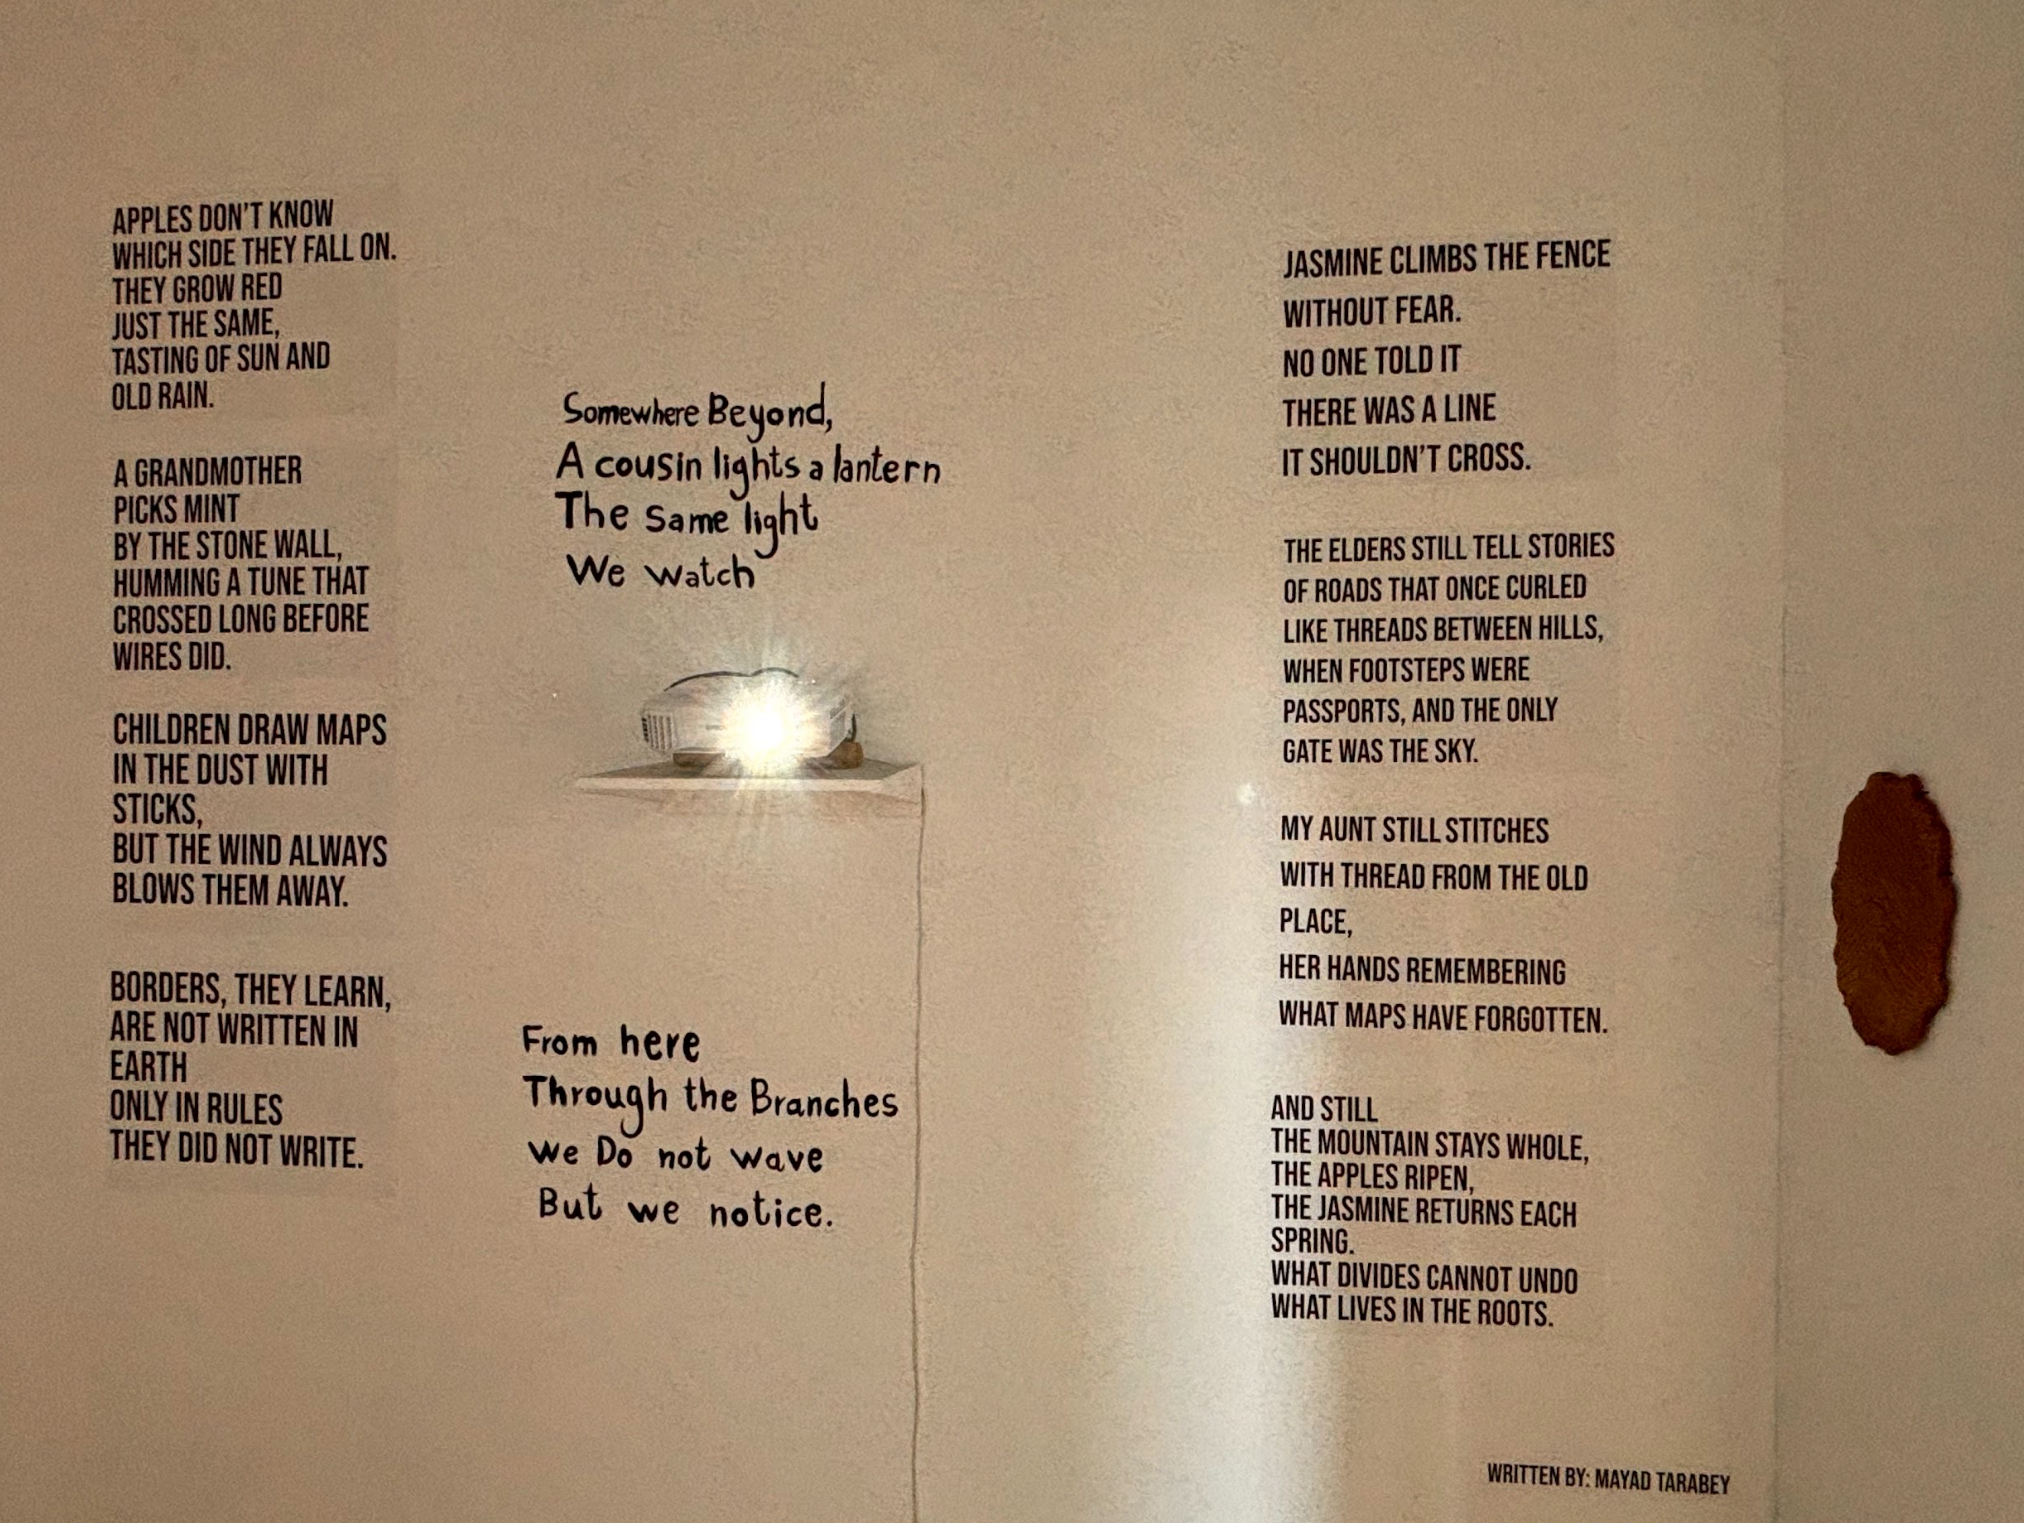 APPLES DON'T KNOW
WHICH SIDE THEY FALL ON.
THEY GROW RED
JUST THE SAME,
TASTING OF SUN AND
OLD RAIN.
A GRANDMOTHER
PICKS MINT
BY THE STONE WALL,
HUMMING A TUNE THAT
CROSSED LONG BEFORE
WIRES DID.
CHILDREN DRAW MAPS
IN THE DUST WITH
STICKS,
BUT THE WIND ALWAYS
BLOWS THEM AWAY.
BORDERS, THEY LEARN,
ARE NOT WRITTEN IN
EARTH
ONLY IN RULES
THEY DID NOT WRITE.
Somewhere Beyond,
A cousin lights a lantern
The same light
We watch
From here
Through the Branches
We Do not wave
But we notice.
JASMINE CLIMBS THE FENCE
WITHOUT FEAR.
NO ONE TOLD IT
THERE WAS A LINE
IT SHOULDN'T CROSS.
THE ELDERS STILL TELL STORIES
OF ROADS THAT ONCE CURLED
LIKE THREADS BETWEEN HILLS,
WHEN FOOTSTEPS WERE
PASSPORTS, AND THE ONLY
GATE WAS THE SKY.
MY AUNT STILL STITCHES
WITH THREAD FROM THE OLD
PLACE,
HER HANDS REMEMBERING
WHAT MAPS HAVE FORGOTTEN.
AND STILL
THE MOUNTAIN STAYS WHOLE,
THE APPLES RIPEN,
THE JASMINE RETURNS EACH
SPRING.
WHAT DIVIDES CANNOT UNDO
WHAT LIVES IN THE ROOTS.
WRITTEN BY: MAYAD TARABEY